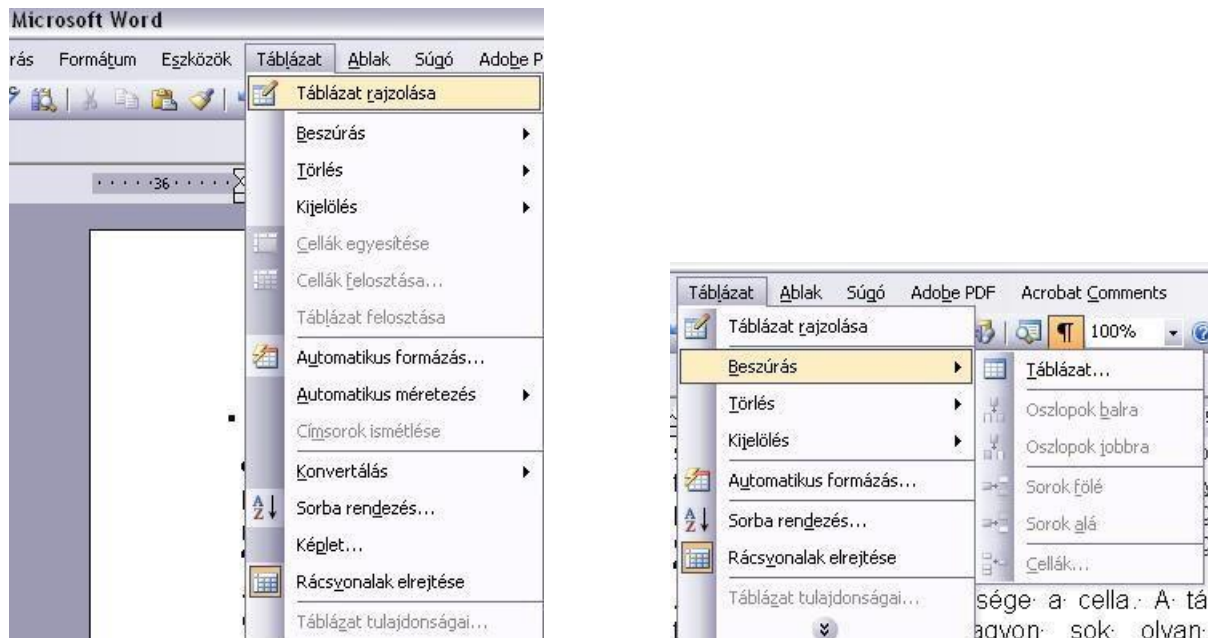 Microsoft Word
rás Formátum Eszközök Táblázat Ablak Súgó Adobe P
Táblázat rajzolása
Beszúrás
Törlés
Kijelölés
36
Cellák egyesítése
Cellák felosztása...
Táblázat felosztása
Automatikus formázás...
Automatikus méretezés
Címsorok ismétlése
Konvertálás
Sorba rendezés...
Képlet...
Rácsvonalak elrejtése
Táblázat tulajdonságai...
Táblázat Ablak Súgó Adobe PDF Acrobat Comments
Táblázat rajzolása
100%
Beszúrás
Törlés
Kijelölés
Automatikus formázás...
Sorba rendezés...
Rácsvonalak elrejtése
Táblázat tulajdonságai...
Táblázat...
Oszlopok balra
Oszlopok jobbra
Sorok fölé
Sorok alá
Cellák...
sége· a· cella.· A· tá
agyon· sok· olyan·